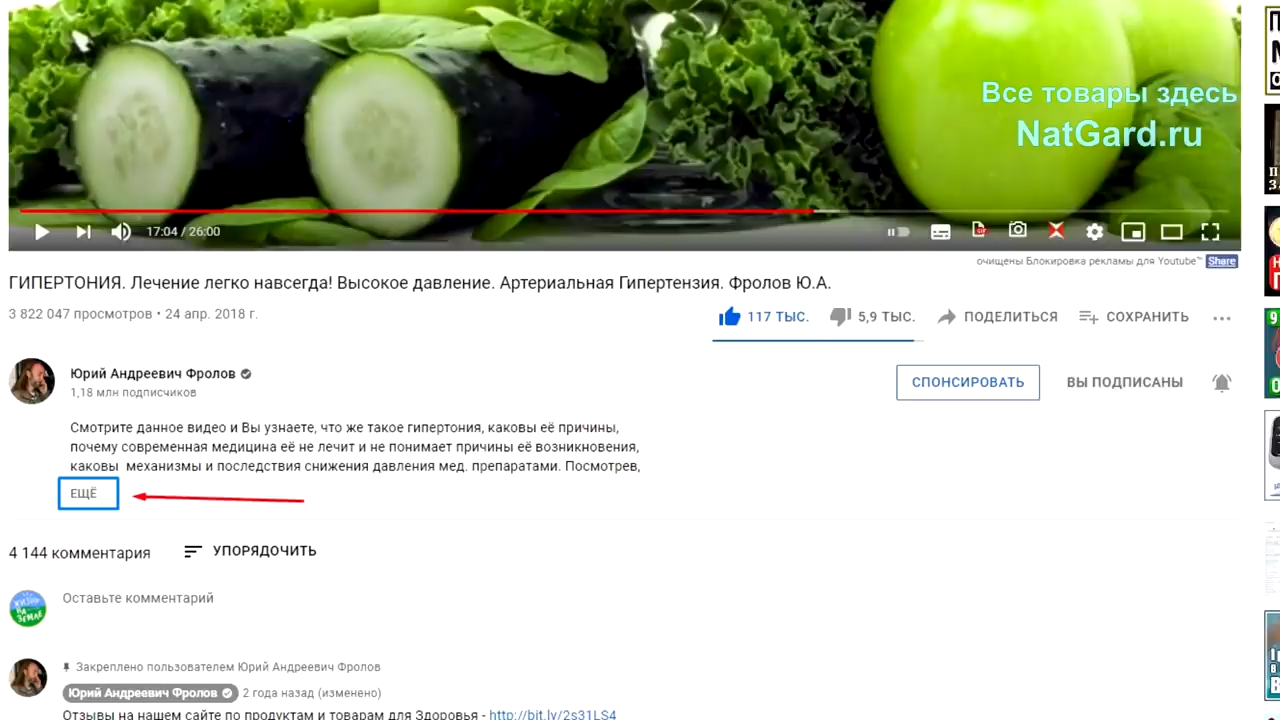 Все товары здесь
NatGard.ru
17:04 / 26:00
очищены Блокировка рекламы для Youtube™ Share
ГИПЕРТОНИЯ. Лечение легко навсегда! Высокое давление. Артериальная Гипертензия. Фролов Ю.А.
3 822 047 просмотров • 24 апр. 2018 г.
117 ТЫС. 5,9 ТЫС. ПОДЕЛИТЬСЯ СОХРАНИТЬ
Юрий Андреевич Фролов
1,18 млн подписчиков
СПОНСИРОВАТЬ ВЫ ПОДПИСАНЫ
Смотрите данное видео и Вы узнаете, что же такое гипертония, каковы её причины,
почему современная медицина её не лечит и не понимает причины её возникновения,
каковы механизмы и последствия снижения давления мед. препаратами. Посмотрев,
ЕЩЁ
4 144 комментария УПОРЯДОЧИТЬ
ЖИЗНЬ НА ЗЕМЛЕ
Оставьте комментарий
Закреплено пользователем Юрий Андреевич Фролов
Юрий Андреевич Фролов 2 года назад (изменено)
Отзывы на нашем сайте по продуктам и товарам для Здоровья - http://bit.ly/2s31LS4